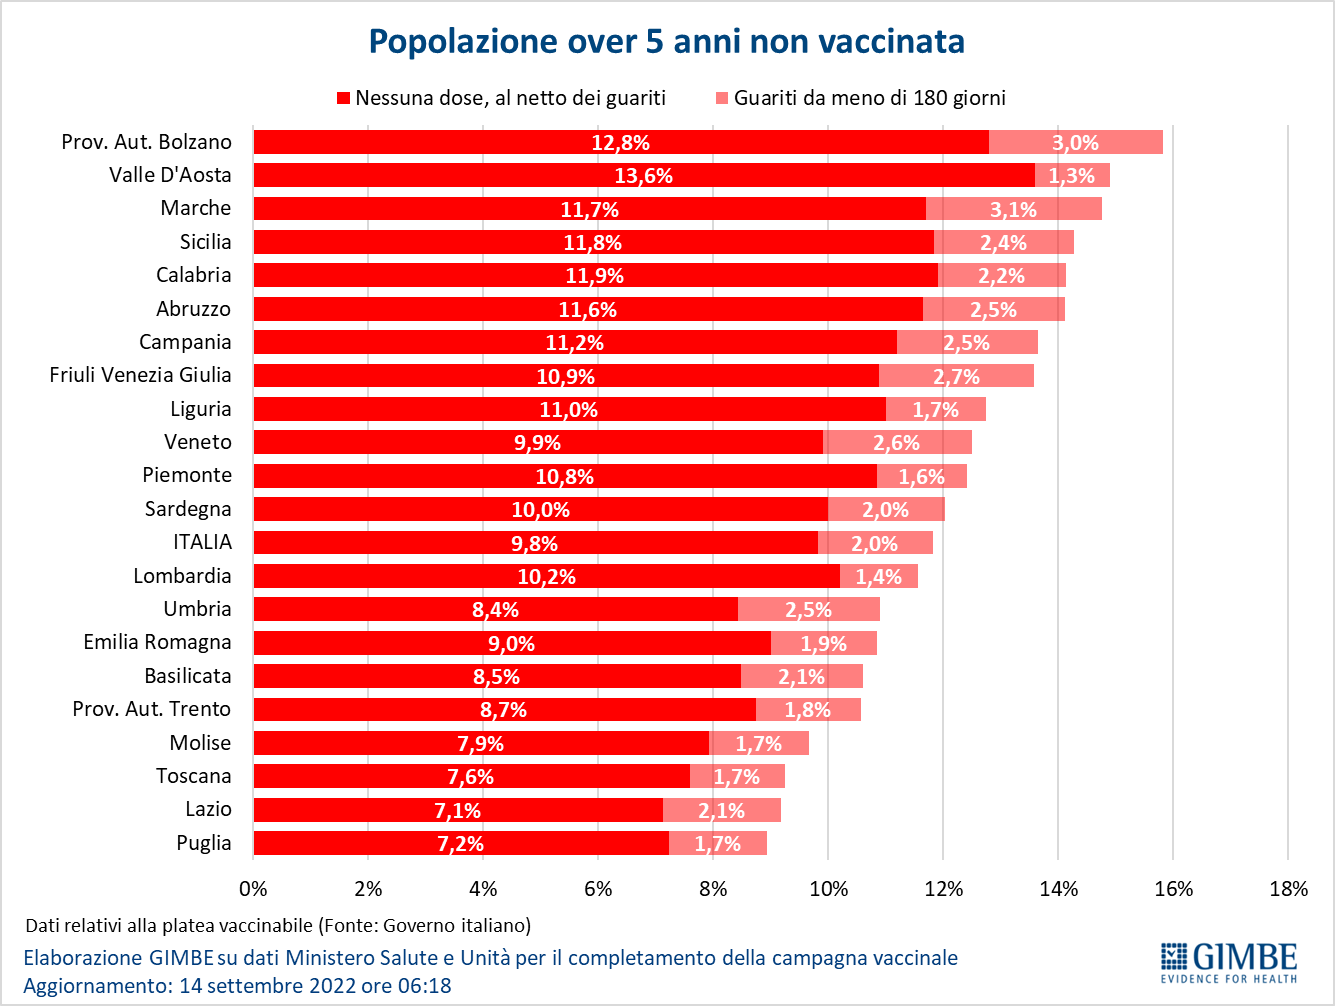 Popolazione over 5 anni non vaccinata
Nessuna dose, al netto dei guariti Guariti da meno di 180 giorni
Prov. Aut. Bolzano 12,8% 3,0%
Valle D'Aosta 13,6% 1,3%
Marche 11,7% 3,1%
Sicilia 11,8% 2,4%
Calabria 11,9% 2,2%
Abruzzo 11,6% 2,5%
Campania 11,2% 2,5%
Friuli Venezia Giulia 10,9% 2,7%
Liguria 11,0% 1,7%
Veneto 9,9% 2,6%
Piemonte 10,8% 1,6%
Sardegna 10,0% 2,0%
ITALIA 9,8% 2,0%
Lombardia 10,2% 1,4%
Umbria 8,4% 2,5%
Emilia Romagna 9,0% 1,9%
Basilicata 8,5% 2,1%
Prov. Aut. Trento 8,7% 1,8%
Molise 7,9% 1,7%
Toscana 7,6% 1,7%
Lazio 7,1% 2,1%
Puglia 7,2% 1,7%
0% 2% 4% 6% 8% 10% 12% 14% 16% 18%
Dati relativi alla platea vaccinabile (Fonte: Governo italiano)
Elaborazione GIMBE su dati Ministero Salute e Unità per il completamento della campagna vaccinale
Aggiornamento: 14 settembre 2022 ore 06:18
GIMBE
EVIDENCE FOR HEALTH